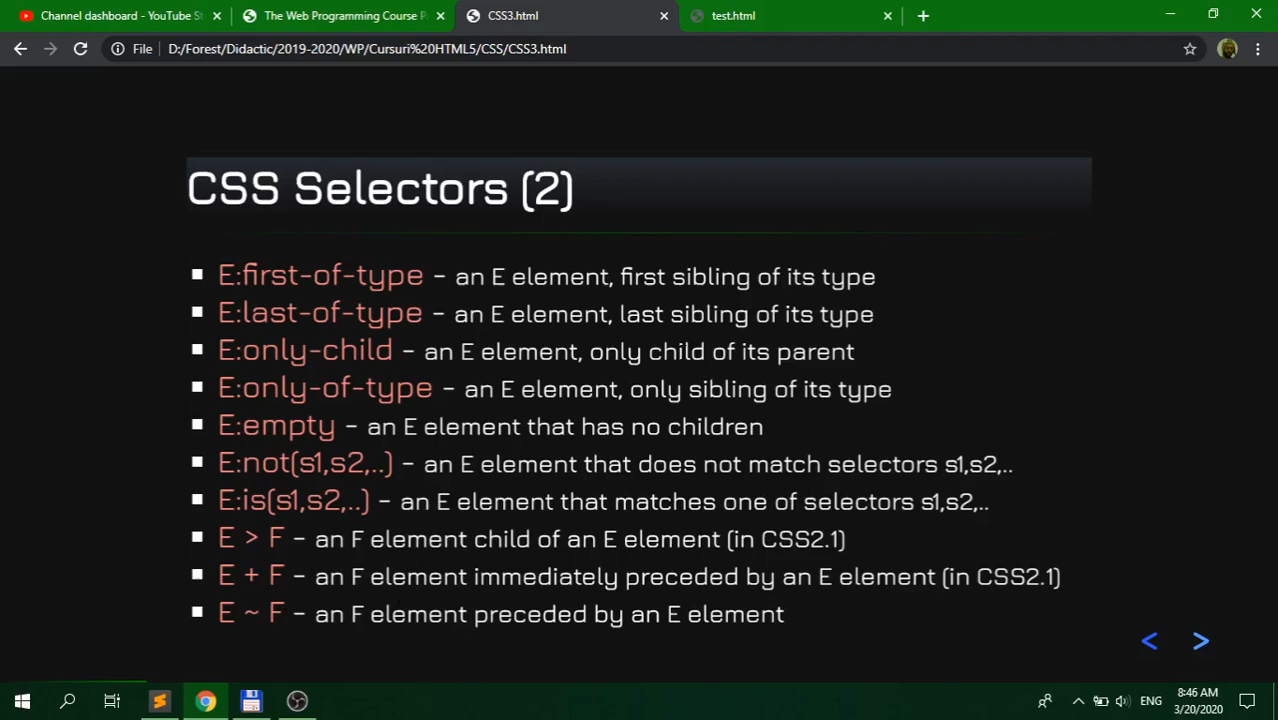 Channel dashboard - YouTube St
The Web Programming Course P
CSS3.html
test.html
File
D:/Forest/Didactic/2019-2020/WP/Cursuri%20HTML5/CSS/CSS3.html
CSS Selectors (2)
E:first-of-type - an E element, first sibling of its type
E:last-of-type - an E element, last sibling of its type
E:only-child - an E element, only child of its parent
E:only-of-type - an E element, only sibling of its type
E:empty - an E element that has no children
E:not(s1,s2,..) - an E element that does not match selectors s1,s2,..
E:is(s1,s2,..) - an E element that matches one of selectors s1,s2,..
E > F - an F element child of an E element (in CSS2.1)
E + F - an F element immediately preceded by an E element (in CSS2.1)
E ~ F - an F element preceded by an E element
< >
ENG
8:46 AM
3/20/2020